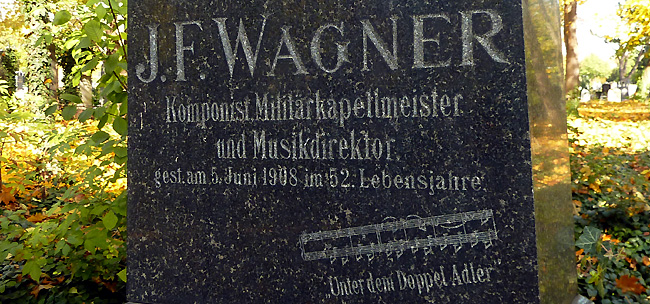 J. F. WAGNER
Komponist, Militärkapellmeister
und Musikdirektor.
gest. am 5. Juni 1908 im 52. Lebensjahre.
"Unter dem Doppel Adler"